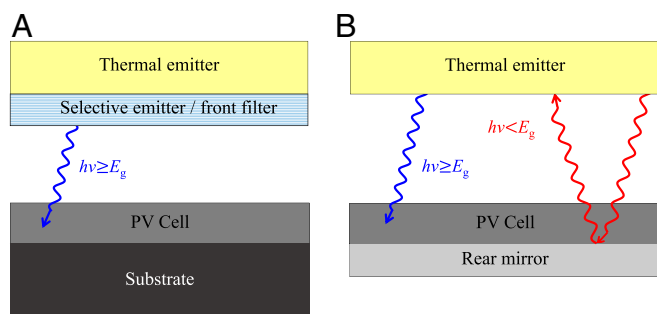 A
Thermal emitter
Selective emitter / front filter
hν≥Eg
PV Cell
Substrate
B
Thermal emitter
hν<Eg
hν≥Eg
PV Cell
Rear mirror